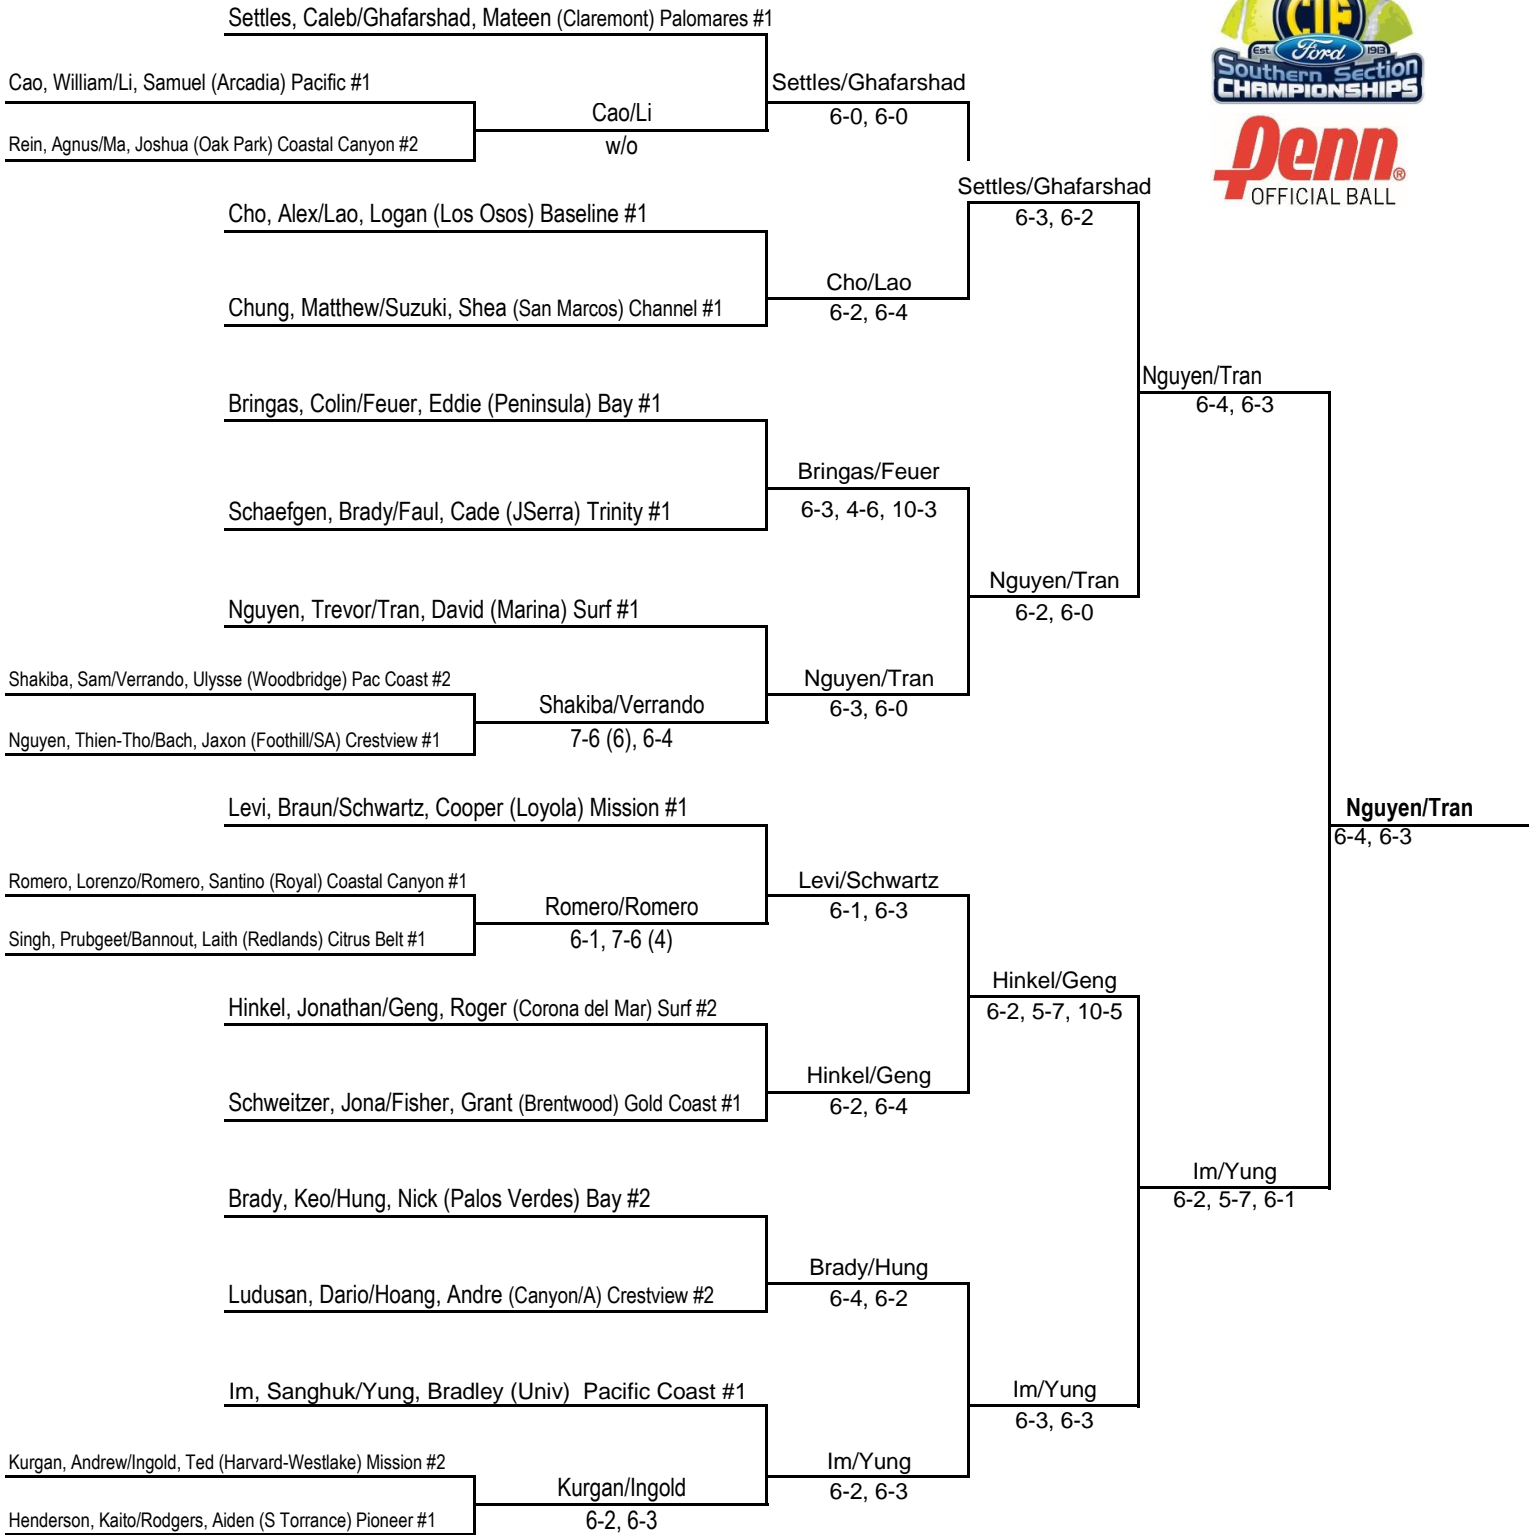 Settles, Caleb/Ghafarshad, Mateen (Claremont) Palomares #1
CIF
Est. Ford 1913
Southern Section
CHAMPIONSHIPS
Cao, William/Li, Samuel (Arcadia) Pacific #1
Settles/Ghafarshad
6-0, 6-0
Cao/Li
w/o
Rein, Agnus/Ma, Joshua (Oak Park) Coastal Canyon #2
Penn®
OFFICIAL BALL
Settles/Ghafarshad
6-3, 6-2
Cho, Alex/Lao, Logan (Los Osos) Baseline #1
Cho/Lao
6-2, 6-4
Chung, Matthew/Suzuki, Shea (San Marcos) Channel #1
Nguyen/Tran
6-4, 6-3
Bringas, Colin/Feuer, Eddie (Peninsula) Bay #1
Bringas/Feuer
6-3, 4-6, 10-3
Schaefgen, Brady/Faul, Cade (JSerra) Trinity #1
Nguyen/Tran
6-2, 6-0
Nguyen, Trevor/Tran, David (Marina) Surf #1
Shakiba, Sam/Verrando, Ulysse (Woodbridge) Pac Coast #2
Nguyen/Tran
6-3, 6-0
Shakiba/Verrando
7-6 (6), 6-4
Nguyen, Thien-Tho/Bach, Jaxon (Foothill/SA) Crestview #1
Levi, Braun/Schwartz, Cooper (Loyola) Mission #1
Nguyen/Tran
6-4, 6-3
Romero, Lorenzo/Romero, Santino (Royal) Coastal Canyon #1
Levi/Schwartz
6-1, 6-3
Romero/Romero
6-1, 7-6 (4)
Singh, Prubgeet/Bannout, Laith (Redlands) Citrus Belt #1
Hinkel/Geng
6-2, 5-7, 10-5
Hinkel, Jonathan/Geng, Roger (Corona del Mar) Surf #2
Hinkel/Geng
6-2, 6-4
Schweitzer, Jona/Fisher, Grant (Brentwood) Gold Coast #1
Im/Yung
6-2, 5-7, 6-1
Brady, Keo/Hung, Nick (Palos Verdes) Bay #2
Brady/Hung
6-4, 6-2
Ludusan, Dario/Hoang, Andre (Canyon/A) Crestview #2
Im, Sanghuk/Yung, Bradley (Univ) Pacific Coast #1
Im/Yung
6-3, 6-3
Kurgan, Andrew/Ingold, Ted (Harvard-Westlake) Mission #2
Im/Yung
6-2, 6-3
Kurgan/Ingold
6-2, 6-3
Henderson, Kaito/Rodgers, Aiden (S Torrance) Pioneer #1